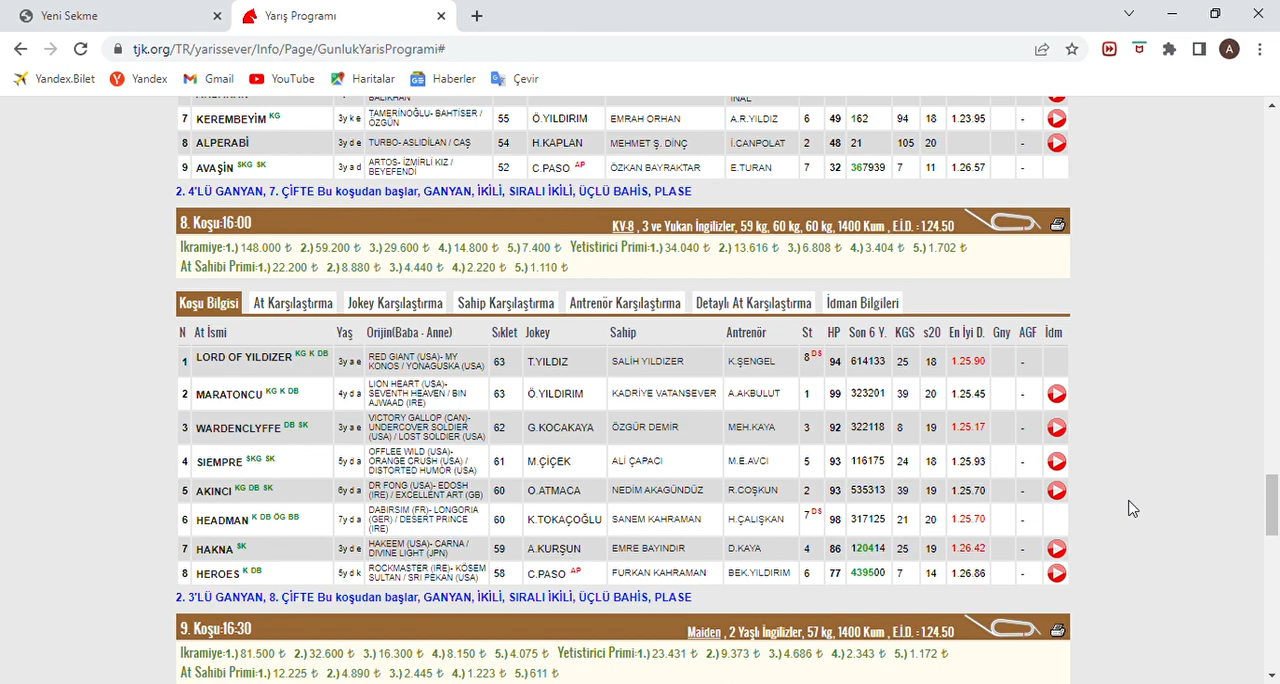 Yeni Sekme
Yarış Programı
tjk.org/TR/yarissever/Info/Page/GunlukYarisProgrami#
A
Yandex.Bilet Yandex Gmail YouTube Haritalar Haberler Çevir
BALIKHAN İNAL
7 KEREMBEYİM KG 3y k e TAMERİNOĞLU- BAHTİSER / ÖZGÜN 55 Ö.YILDIRIM EMRAH ORHAN A.R.YILDIZ 6 49 162 94 18 1.23.95 -
8 ALPERABİ 3y d e TURBO- ASLIDİLAN / CAŞ 54 H.KAPLAN MEHMET Ş. DİNÇ İ.CANPOLAT 2 48 21 105 20 -
9 AVAŞİN SKG SK 3y a d ARTOS- İZMİRLİ KIZ / BEYEFENDİ 52 C.PASO AP ÖZKAN BAYRAKTAR E.TURAN 7 32 367939 7 11 1.26.57 -
2. 4'LÜ GANYAN, 7. ÇİFTE Bu koşudan başlar, GANYAN, İKİLİ, SIRALI İKİLİ, ÜÇLÜ BAHİS, PLASE
8. Koşu:16:00 KV-8 , 3 ve Yukarı İngilizler, 59 kg, 60 kg, 60 kg, 1400 Kum , E.İ.D. : 1.24.50
Ikramiye:1.) 148.000 ₺ 2.) 59.200 ₺ 3.) 29.600 ₺ 4.) 14.800 ₺ 5.) 7.400 ₺ Yetistirici Primi:1.) 34.040 ₺ 2.) 13.616 ₺ 3.) 6.808 ₺ 4.) 3.404 ₺ 5.) 1.702 ₺
At Sahibi Primi:1.) 22.200 ₺ 2.) 8.880 ₺ 3.) 4.440 ₺ 4.) 2.220 ₺ 5.) 1.110 ₺
Koşu Bilgisi At Karşılaştırma Jokey Karşılaştırma Sahip Karşılaştırma Antrenör Karşılaştırma Detaylı At Karşılaştırma İdman Bilgileri
N At İsmi Yaş Orijin(Baba - Anne) Sıklet Jokey Sahip Antrenör St HP Son 6 Y. KGS s20 En İyi D. Gny AGF İdm
1 LORD OF YILDIZER KG K DB 3y a e RED GIANT (USA)- MY KONOS / YONAGUSKA (USA) 63 T.YILDIZ SALİH YILDIZER K.ŞENGEL 8 DS 94 614133 25 18 1.25.90 -
2 MARATONCU KG K DB 4y d a LION HEART (USA)- SEVENTH HEAVEN / BIN AJWAAD (IRE) 63 Ö.YILDIRIM KADRİYE VATANSEVER A.AKBULUT 1 99 323201 39 20 1.25.45 -
3 WARDENCLYFFE DB SK 3y a e VICTORY GALLOP (CAN)- UNDERCOVER SOLDIER (USA) / LOST SOLDIER (USA) 62 G.KOCAKAYA ÖZGÜR DEMİR MEH.KAYA 3 92 322118 8 19 1.25.17 -
4 SIEMPRE SKG SK 5y d a OFFLEE WILD (USA)- ORANGE CRUSH (USA) / DISTORTED HUMOR (USA) 61 M.ÇİÇEK ALİ ÇAPACI M.E.AVCI 5 93 116175 24 18 1.25.93 -
5 AKINCI KG DB SK 6y d a DR FONG (USA)- EDOSH (IRE) / EXCELLENT ART (GB) 60 O.ATMACA NEDİM AKAGÜNDÜZ R.COŞKUN 2 93 535313 39 19 1.25.70 -
6 HEADMAN K DB ÖG BB 7y d a DABIRSIM (FR)- LONGORIA (GER) / DESERT PRINCE (IRE) 60 K.TOKAÇOĞLU SANEM KAHRAMAN H.ÇALIŞKAN 7 DS 98 317125 21 20 1.25.70 -
7 HAKNA SK 3y d e HAKEEM (USA)- CARNA / DIVINE LIGHT (JPN) 59 A.KURŞUN EMRE BAYINDIR D.KAYA 4 86 120414 25 19 1.26.42 -
8 HEROES K DB 5y d k ROCKMASTER (IRE)- KÖSEM SULTAN / SRI PEKAN (USA) 58 C.PASO AP FURKAN KAHRAMAN BEK.YILDIRIM 6 77 439500 7 14 1.26.86 -
2. 3'LÜ GANYAN, 8. ÇİFTE Bu koşudan başlar, GANYAN, İKİLİ, SIRALI İKİLİ, ÜÇLÜ BAHİS, PLASE
9. Koşu:16:30 Maiden , 2 Yaşlı İngilizler, 57 kg, 1400 Kum , E.İ.D. : 1.24.50
Ikramiye:1.) 81.500 ₺ 2.) 32.600 ₺ 3.) 16.300 ₺ 4.) 8.150 ₺ 5.) 4.075 ₺ Yetistirici Primi:1.) 23.431 ₺ 2.) 9.373 ₺ 3.) 4.686 ₺ 4.) 2.343 ₺ 5.) 1.172 ₺
At Sahibi Primi:1.) 12.225 ₺ 2.) 4.890 ₺ 3.) 2.445 ₺ 4.) 1.223 ₺ 5.) 611 ₺